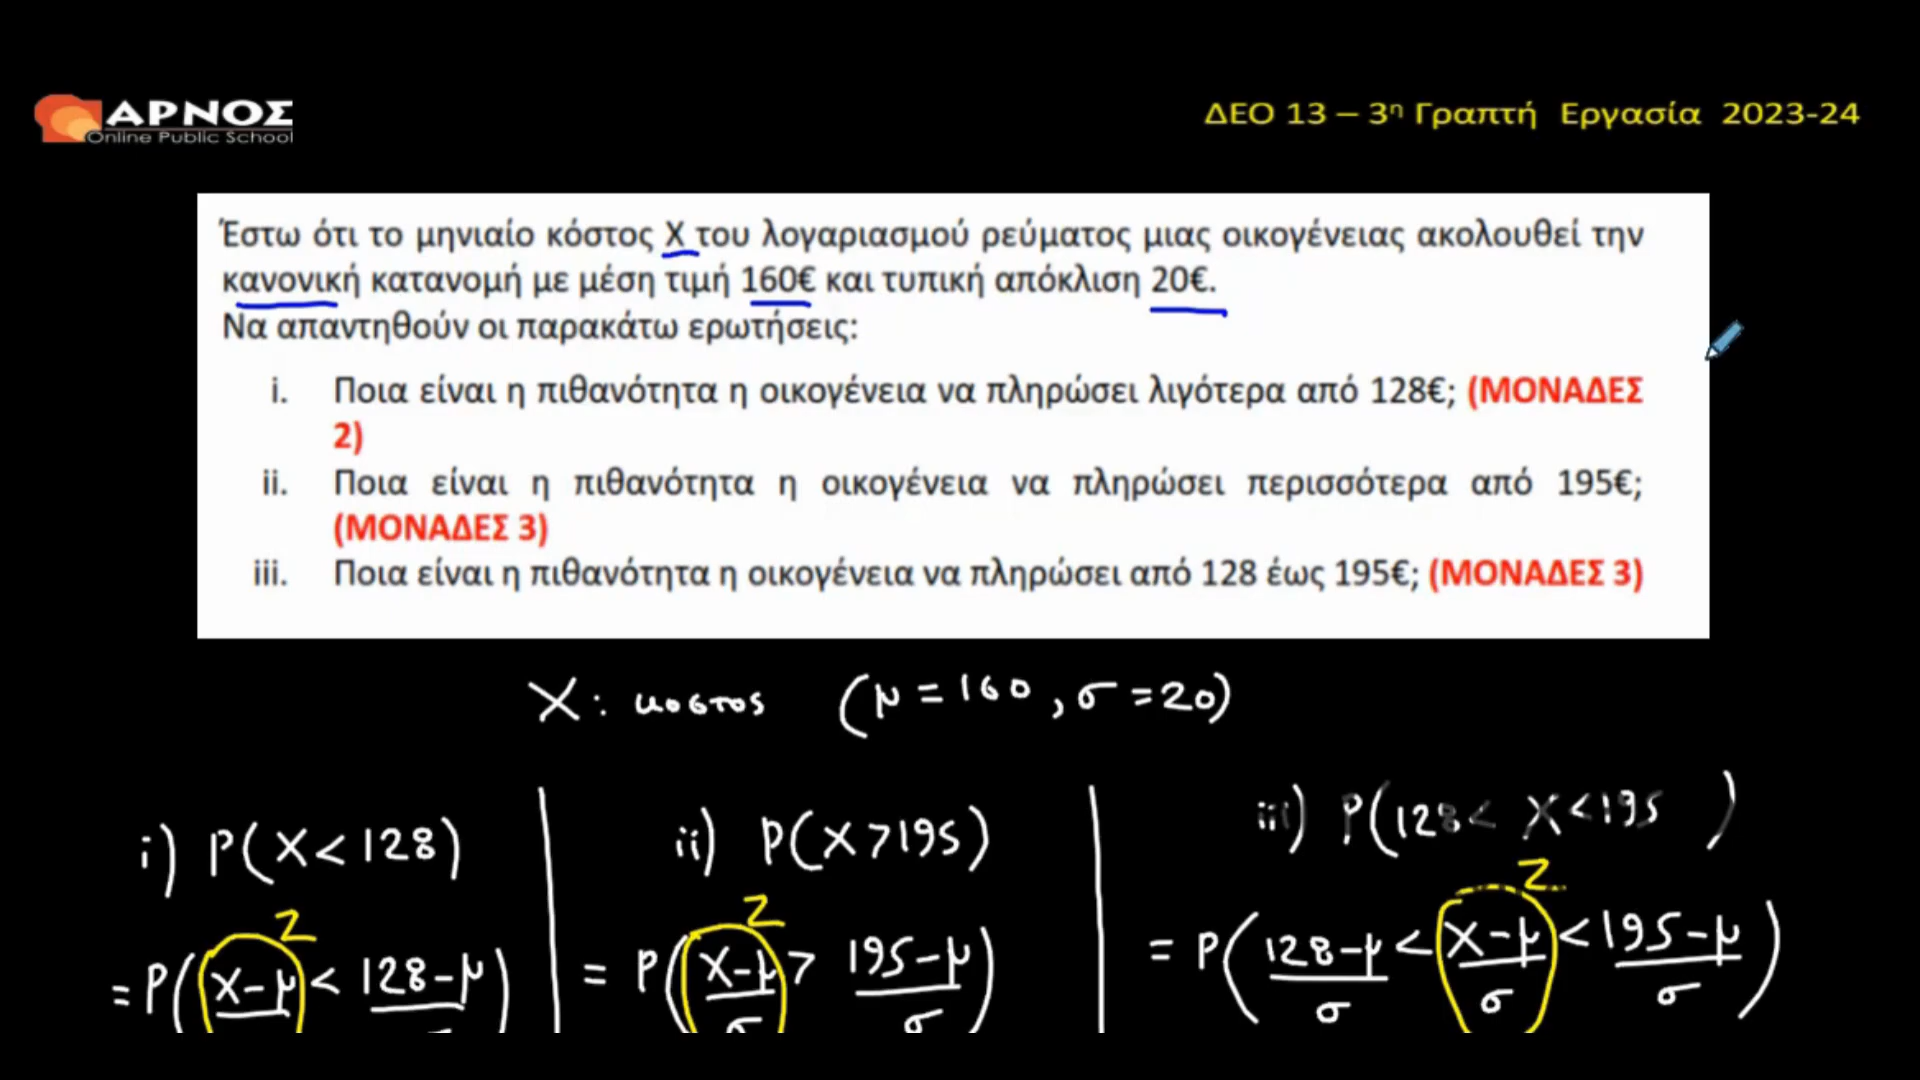 ΑΡΝΟΣ
Online Public School
ΔΕΟ 13 – 3η Γραπτή Εργασία 2023-24
Έστω ότι το μηνιαίο κόστος Χ του λογαριασμού ρεύματος μιας οικογένειας ακολουθεί την
κανονική κατανομή με μέση τιμή 160€ και τυπική απόκλιση 20€.
Να απαντηθούν οι παρακάτω ερωτήσεις:
i. Ποια είναι η πιθανότητα η οικογένεια να πληρώσει λιγότερα από 128€; (ΜΟΝΑΔΕΣ
2)
ii. Ποια είναι η πιθανότητα η οικογένεια να πληρώσει περισσότερα από 195€;
(ΜΟΝΑΔΕΣ 3)
iii. Ποια είναι η πιθανότητα η οικογένεια να πληρώσει από 128 έως 195€; (ΜΟΝΑΔΕΣ 3)
X: κοστος (μ = 160, σ = 20)
i) P(X < 128)
Z
= P(X-μ < 128-μ)
ii) P(X > 195)
Z
= P(X-μ > 195-μ)
σ σ
iii) P(128 < X < 195)
Z
= P(128-μ < X-μ < 195-μ)
σ σ σ